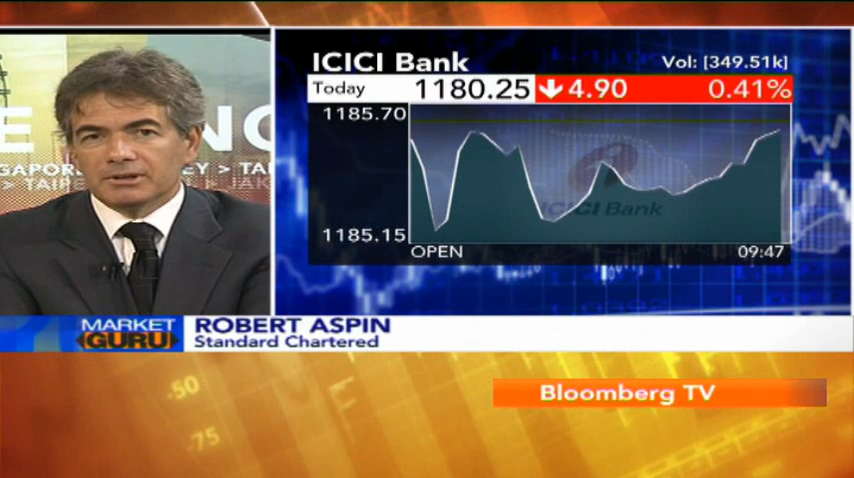 ICICI Bank
Vol: [349.51k]
Today 1180.25 4.90 0.41%
1185.70
ICICI Bank
1185.15
OPEN 09:47
MARKET
GURU
ROBERT ASPIN
Standard Chartered
Bloomberg TV
-50
-75